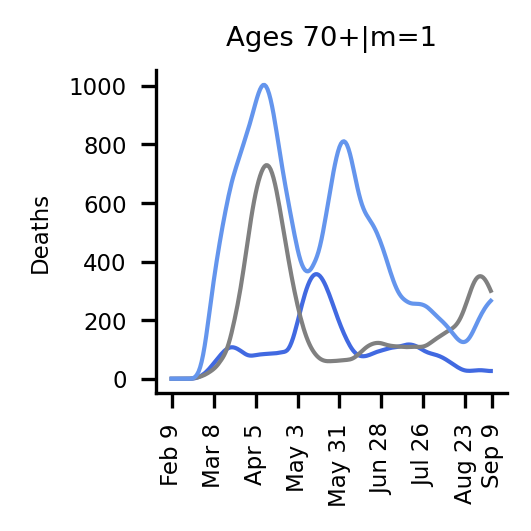 Ages 70+|m=1
Deaths
1000
800
600
400
200
0
Feb 9
Mar 8
Apr 5
May 3
May 31
Jun 28
Jul 26
Aug 23
Sep 9